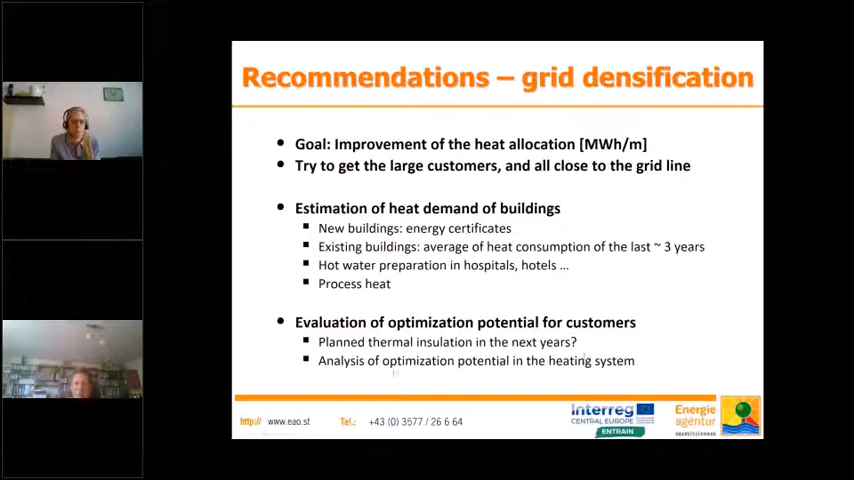 Recommendations – grid densification
• Goal: Improvement of the heat allocation [MWh/m]
• Try to get the large customers, and all close to the grid line
• Estimation of heat demand of buildings
▪ New buildings: energy certificates
▪ Existing buildings: average of heat consumption of the last ~ 3 years
▪ Hot water preparation in hospitals, hotels ...
▪ Process heat
• Evaluation of optimization potential for customers
▪ Planned thermal insulation in the next years?
▪ Analysis of optimization potential in the heating system
http:// www.eao.st Tel.: +43 (0) 3577 / 26 6 64
Interreg
CENTRAL EUROPE
ENTRAIN
Energie
agentur